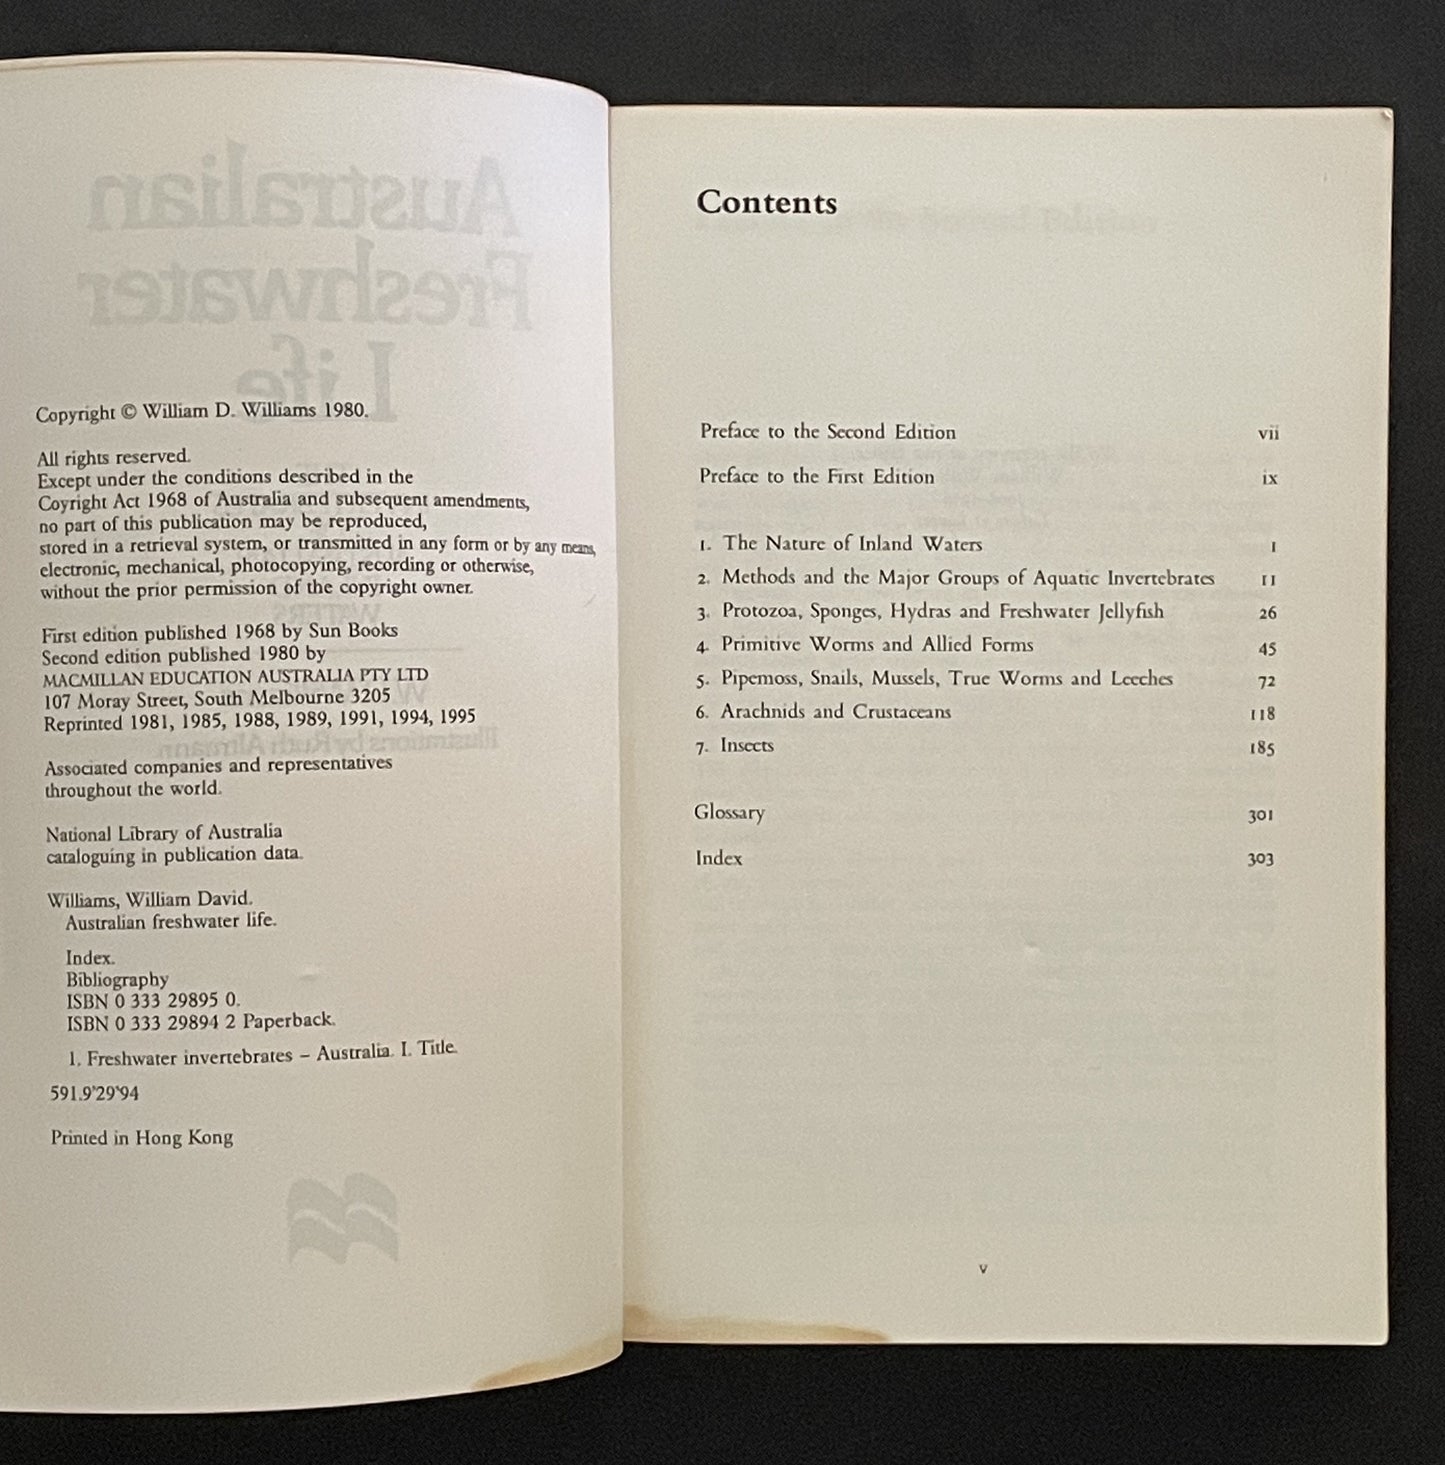 Australian
Freshwater
Life
Copyright © William D. Williams 1980.
All rights reserved.
Except under the conditions described in the
Coyright Act 1968 of Australia and subsequent amendments,
no part of this publication may be reproduced,
stored in a retrieval system, or transmitted in any form or by any means,
electronic, mechanical, photocopying, recording or otherwise,
without the prior permission of the copyright owner.
WATERS
First edition published 1968 by Sun Books
Second edition published 1980 by
MACMILLAN EDUCATION AUSTRALIA PTY LTD
107 Moray Street, South Melbourne 3205
Reprinted 1981, 1985, 1988, 1989, 1991, 1994, 1995
Illustrations by Ruth Altmann
Associated companies and representatives
throughout the world.
National Library of Australia
cataloguing in publication data.
Williams, William David.
Australian freshwater life.
Index.
Bibliography
ISBN 0 333 29895 0.
ISBN 0 333 29894 2 Paperback.
1. Freshwater invertebrates – Australia. I. Title.
591.9'29'94
Printed in Hong Kong
Contents
Preface to the Second Edition vii
Preface to the First Edition ix
1. The Nature of Inland Waters 1
2. Methods and the Major Groups of Aquatic Invertebrates 11
3. Protozoa, Sponges, Hydras and Freshwater Jellyfish 26
4. Primitive Worms and Allied Forms 45
5. Pipemoss, Snails, Mussels, True Worms and Leeches 72
6. Arachnids and Crustaceans 118
7. Insects 185
Glossary 301
Index 303
v